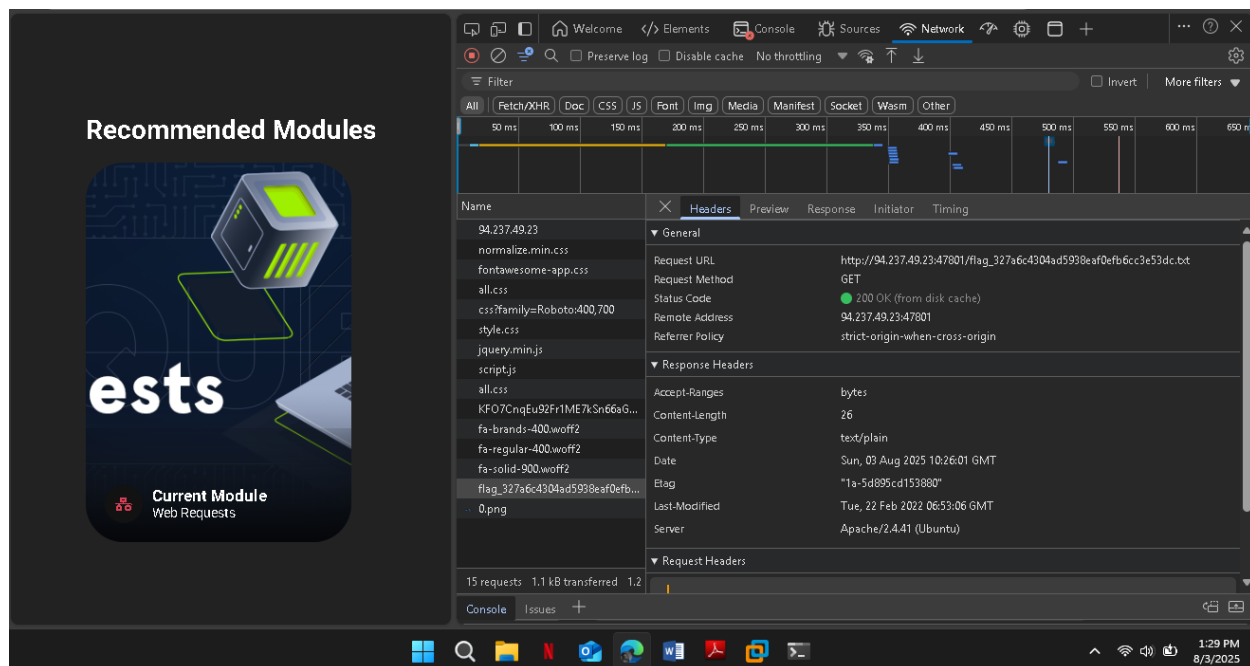 Recommended Modules
ests
Current Module
Web Requests
Welcome Elements Console Sources Network
Preserve log Disable cache No throttling
Filter Invert More filters
All Fetch/XHR Doc CSS JS Font Img Media Manifest Socket Wasm Other
50 ms 100 ms 150 ms 200 ms 250 ms 300 ms 350 ms 400 ms 450 ms 500 ms 550 ms 600 ms 650 m
Name
94.237.49.23
normalize.min.css
fontawesome-app.css
all.css
css?family=Roboto:400,700
style.css
jquery.min.js
script.js
all.css
KFO7CnqEu92Fr1ME7kSn66aG...
fa-brands-400.woff2
fa-regular-400.woff2
fa-solid-900.woff2
flag_327a6c4304ad5938eaf0efb...
0.png
15 requests 1.1 kB transferred 1.2
Headers Preview Response Initiator Timing
General
Request URL http://94.237.49.23:47801/flag_327a6c4304ad5938eaf0efb6cc3e53dc.txt
Request Method GET
Status Code 200 OK (from disk cache)
Remote Address 94.237.49.23:47801
Referrer Policy strict-origin-when-cross-origin
Response Headers
Accept-Ranges bytes
Content-Length 26
Content-Type text/plain
Date Sun, 03 Aug 2025 10:26:01 GMT
Etag "1a-5d895cd153880"
Last-Modified Tue, 22 Feb 2022 06:53:06 GMT
Server Apache/2.4.41 (Ubuntu)
Request Headers
Console Issues
1:29 PM
8/3/2025